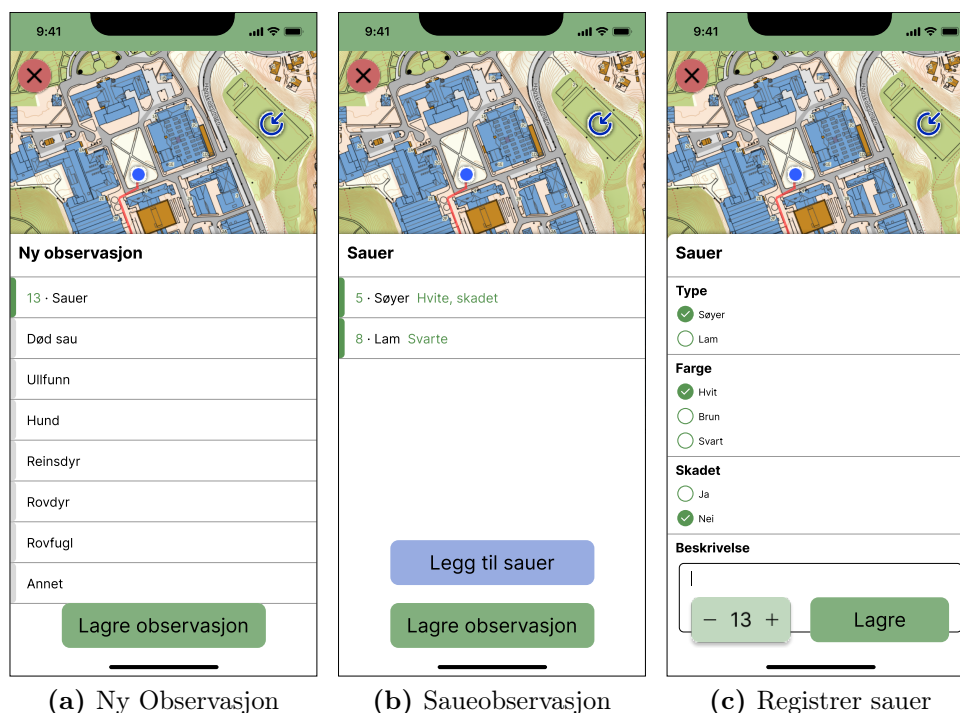 9:41
Ny observasjon
13 · Sauer
Død sau
Ullfunn
Hund
Reinsdyr
Rovdyr
Rovfugl
Annet
Lagre observasjon
(a) Ny Observasjon
9:41
Sauer
5 · Søyer Hvite, skadet
8 · Lam Svarte
Legg til sauer
Lagre observasjon
(b) Saueobservasjon
9:41
Sauer
Type
Søyer
Lam
Farge
Hvit
Brun
Svart
Skadet
Ja
Nei
Beskrivelse
− 13 +
Lagre
(c) Registrer sauer